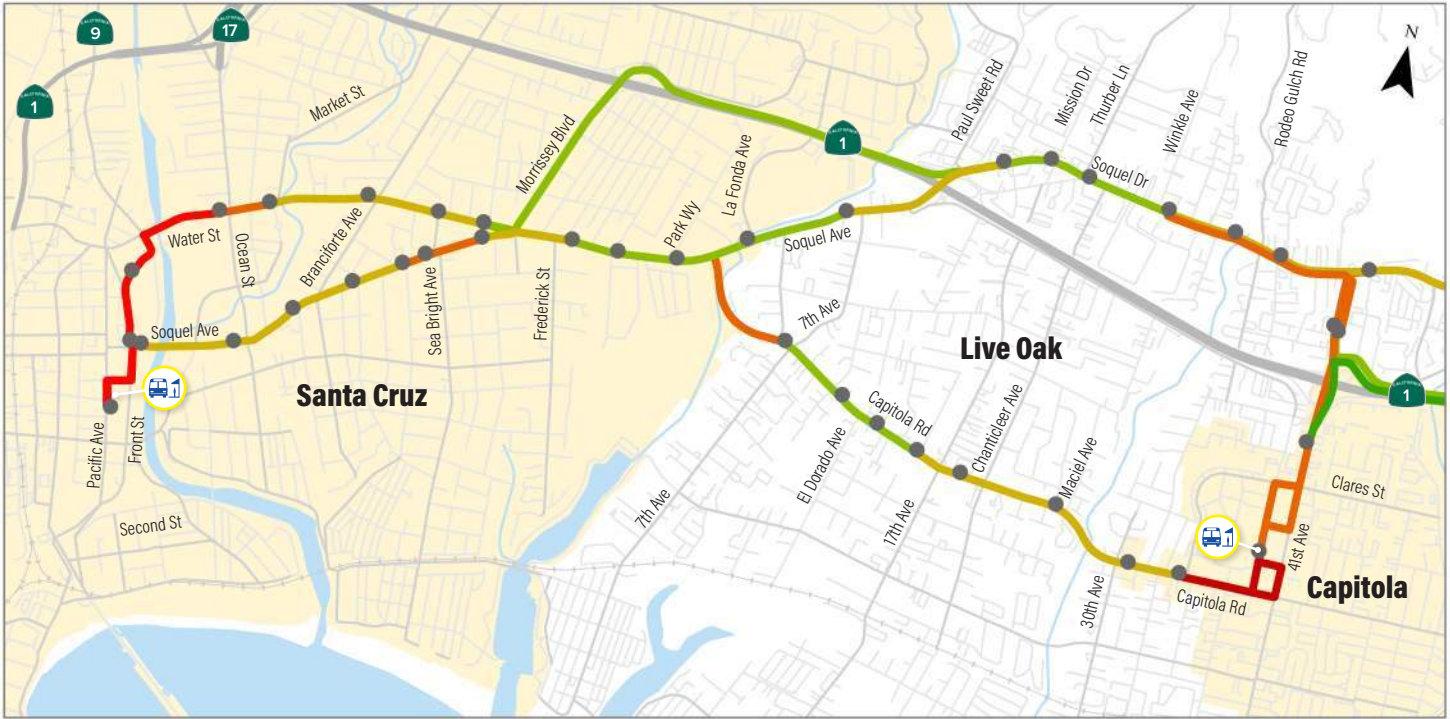 CALIFORNIA
9
CALIFORNIA
17
CALIFORNIA
1
N
Market St
Morrissey Blvd
La Fonda Ave
CALIFORNIA
1
Paul Sweet Rd
Mission Dr
Thurber Ln
Winkle Ave
Rodeo Gulch Rd
Soquel Dr
Water St
Ocean St
Branciforte Ave
Park Wy
Soquel Ave
Soquel Ave
Sea Bright Ave
Frederick St
7th Ave
Live Oak
Santa Cruz
CALIFORNIA
1
Pacific Ave
Front St
Capitola Rd
El Dorado Ave
Chanticleer Ave
Maciel Ave
Clares St
Second St
7th Ave
17th Ave
41st Ave
30th Ave
Capitola Rd
Capitola